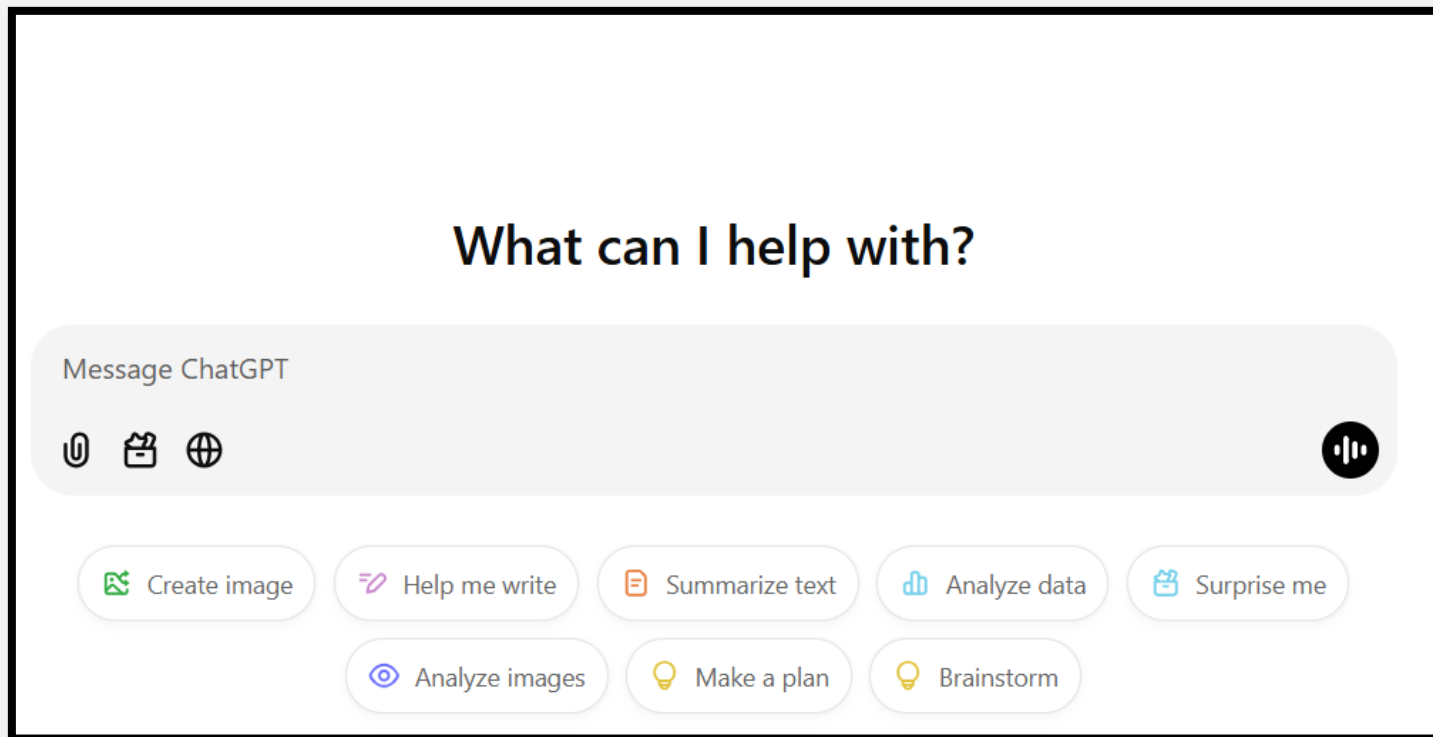 What can I help with?
Message ChatGPT
Create image Help me write Summarize text Analyze data Surprise me
Analyze images Make a plan Brainstorm